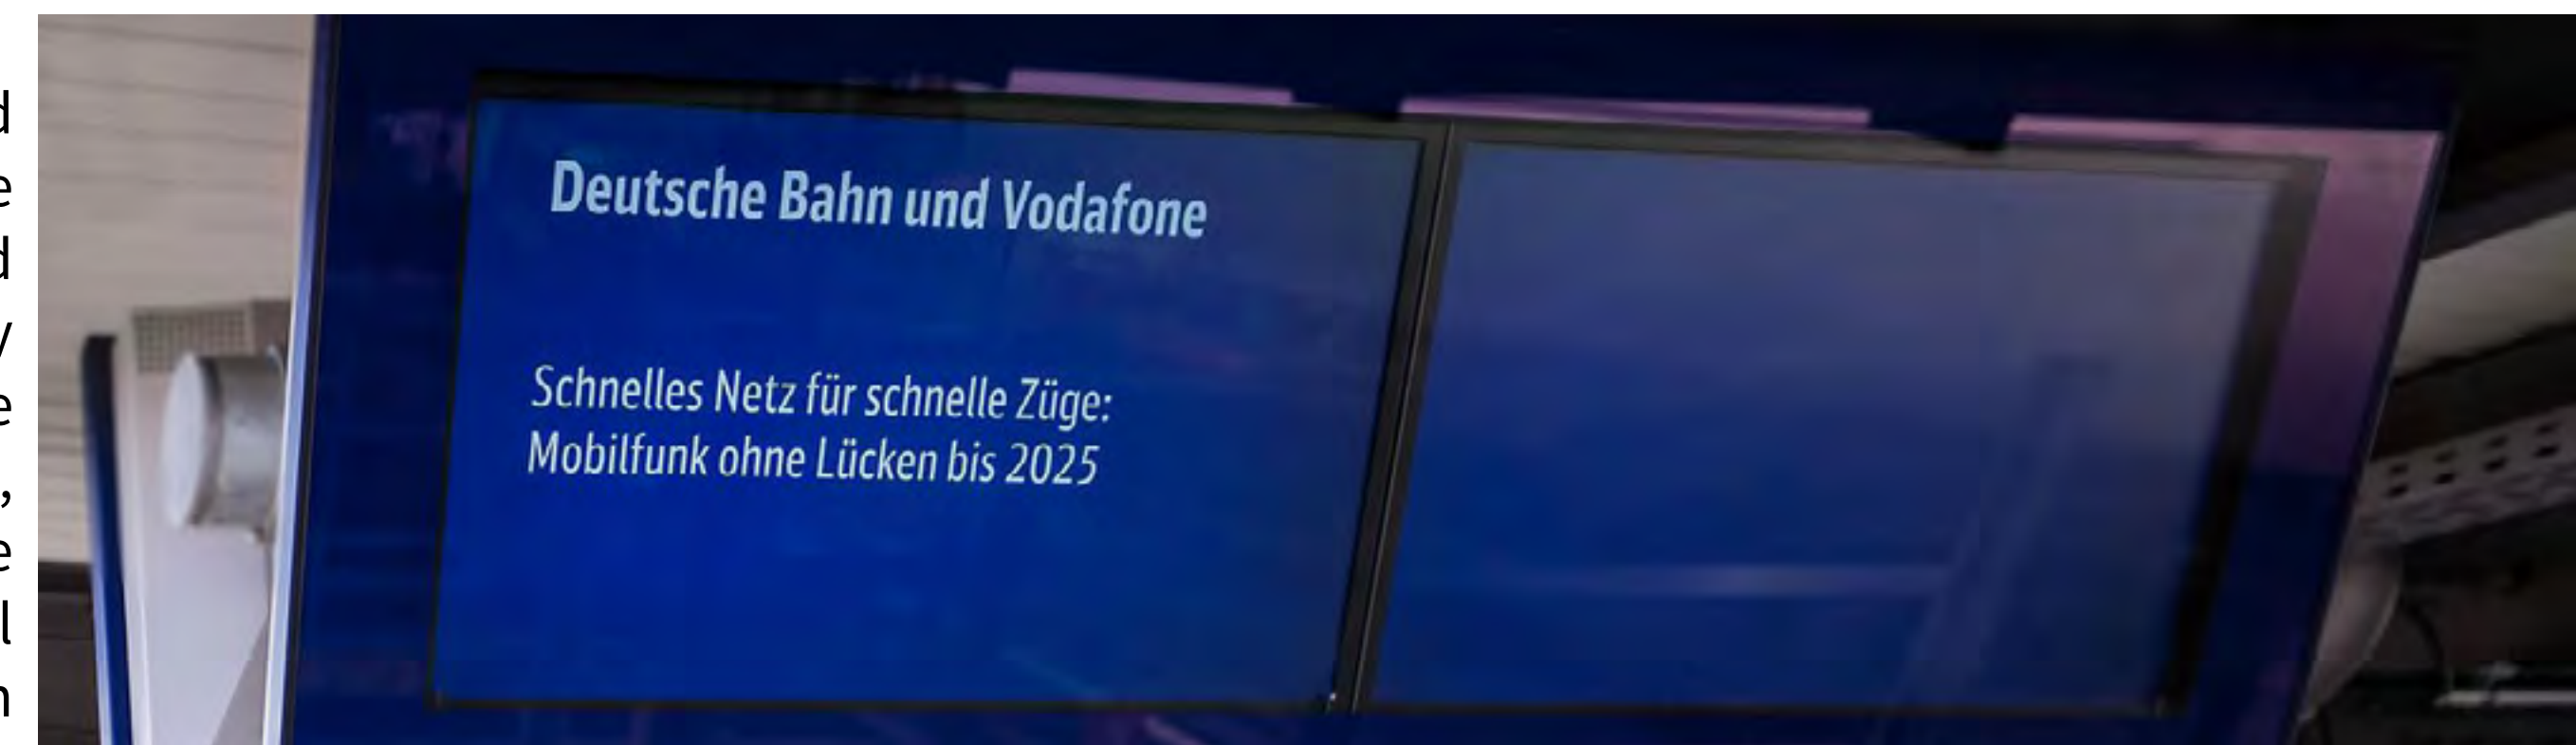 Deutsche Bahn und Vodafone
Schnelles Netz für schnelle Züge:
Mobilfunk ohne Lücken bis 2025